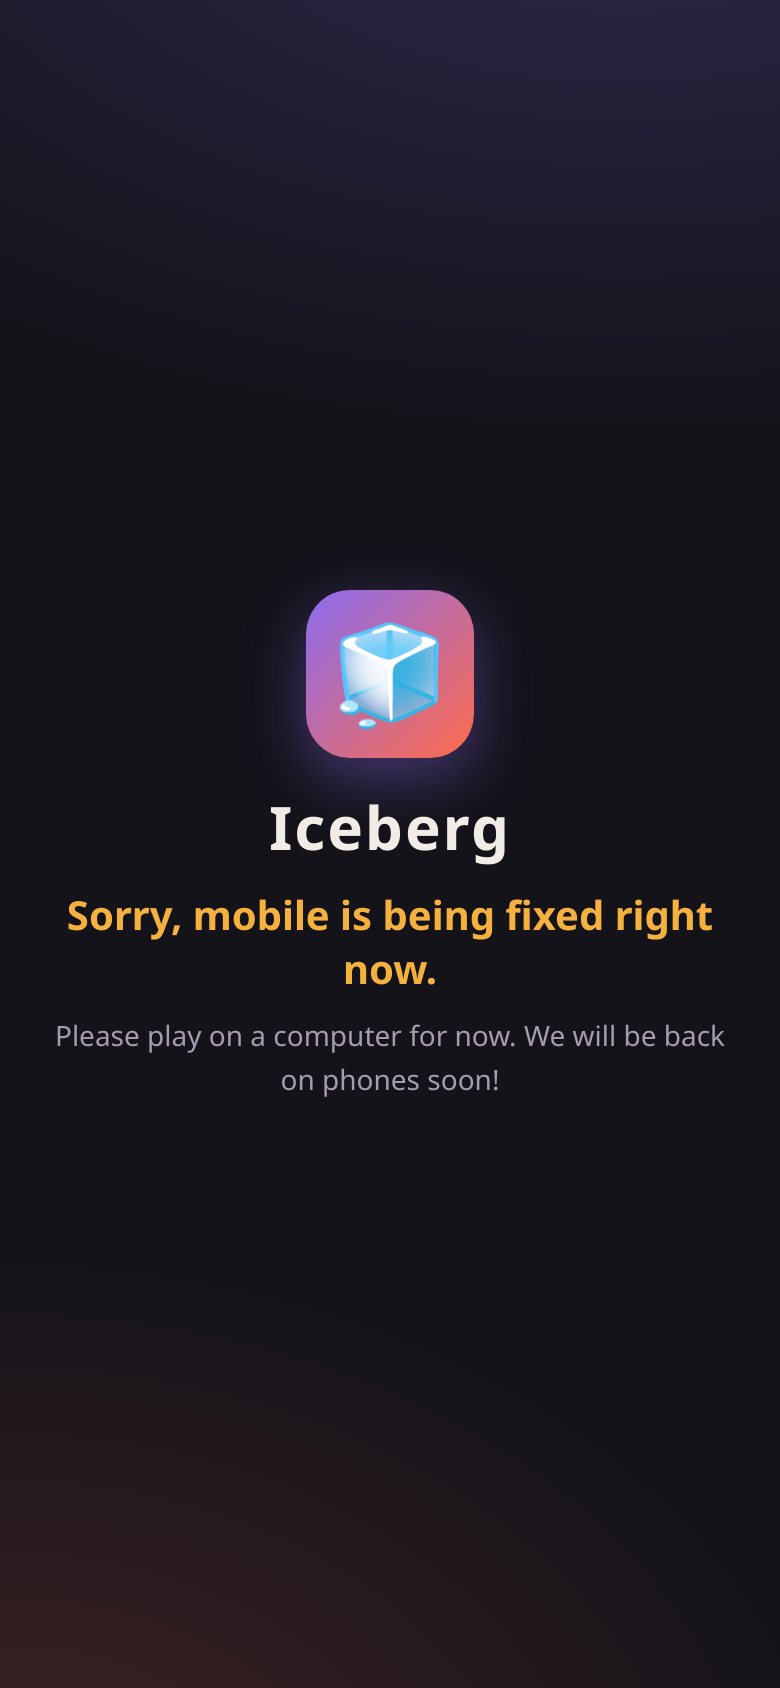 Iceberg
Sorry, mobile is being fixed right
now.
Please play on a computer for now. We will be back
on phones soon!